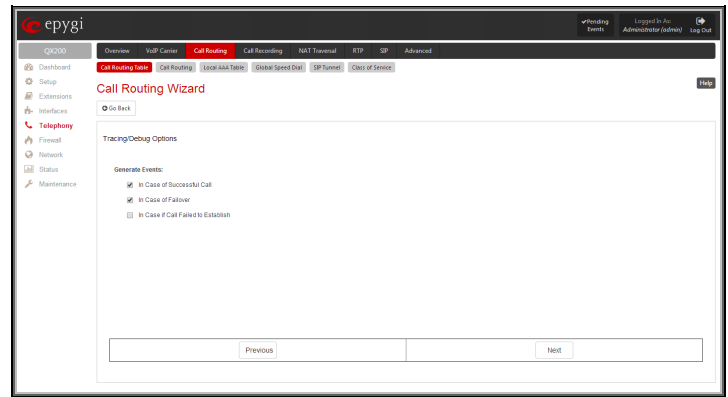 epygi
Pending Events
Logged In As:
Administrator (admin)
Log Out
QX200
Overview VoIP Carrier Call Routing Call Recording NAT Traversal RTP SIP Advanced
Dashboard
Setup
Extensions
Interfaces
Telephony
Firewall
Network
Status
Maintenance
Call Routing Table Call Routing Local AAA Table Global Speed Dial SIP Tunnel Class of Service
Call Routing Wizard
Help
Go Back
Tracing/Debug Options
Generate Events:
In Case of Successful Call
In Case of Failover
In Case if Call Failed to Establish
Previous Next